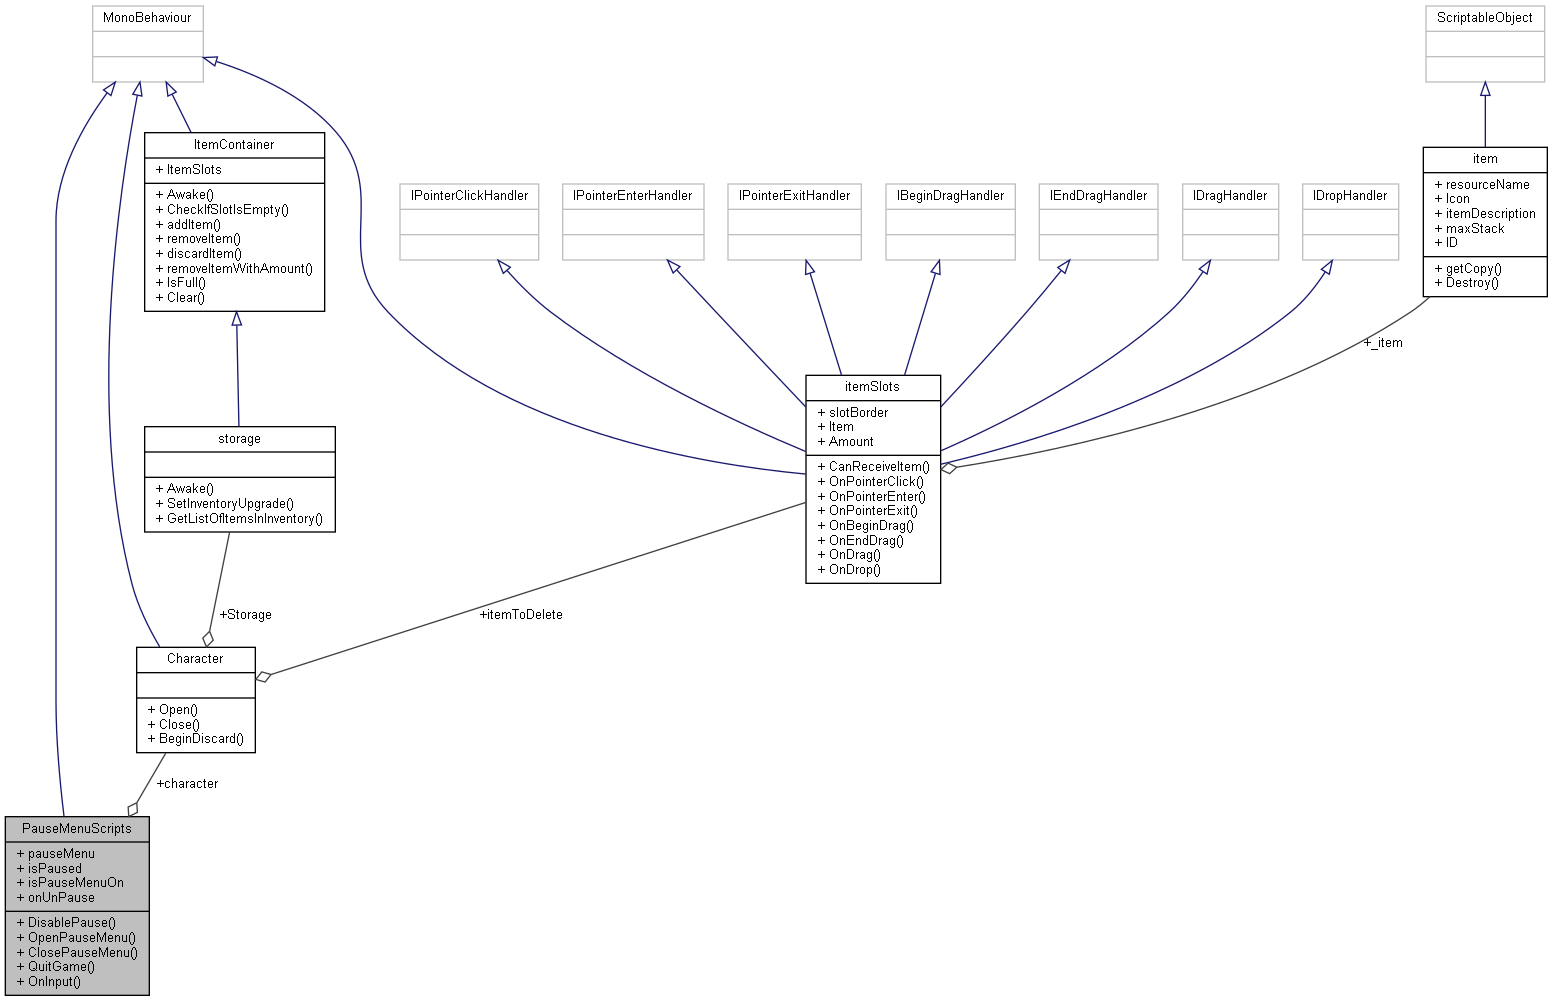 MonoBehaviour
ScriptableObject
ItemContainer
+ ItemSlots
+ Awake()
+ CheckIfSlotIsEmpty()
+ addItem()
+ removeItem()
+ discardItem()
+ removeItemWithAmount()
+ IsFull()
+ Clear()
IPointerClickHandler
IPointerEnterHandler
IPointerExitHandler
IBeginDragHandler
IEndDragHandler
IDragHandler
IDropHandler
item
+ resourceName
+ Icon
+ itemDescription
+ maxStack
+ ID
+ getCopy()
+ Destroy()
+_item
itemSlots
+ slotBorder
+ Item
+ Amount
+ CanReceiveItem()
+ OnPointerClick()
+ OnPointerEnter()
+ OnPointerExit()
+ OnBeginDrag()
+ OnEndDrag()
+ OnDrag()
+ OnDrop()
storage
+ Awake()
+ SetInventoryUpgrade()
+ GetListOfItemsInInventory()
+Storage
+itemToDelete
Character
+ Open()
+ Close()
+ BeginDiscard()
+character
PauseMenuScripts
+ pauseMenu
+ isPaused
+ isPauseMenuOn
+ onUnPause
+ DisablePause()
+ OpenPauseMenu()
+ ClosePauseMenu()
+ QuitGame()
+ OnInput()